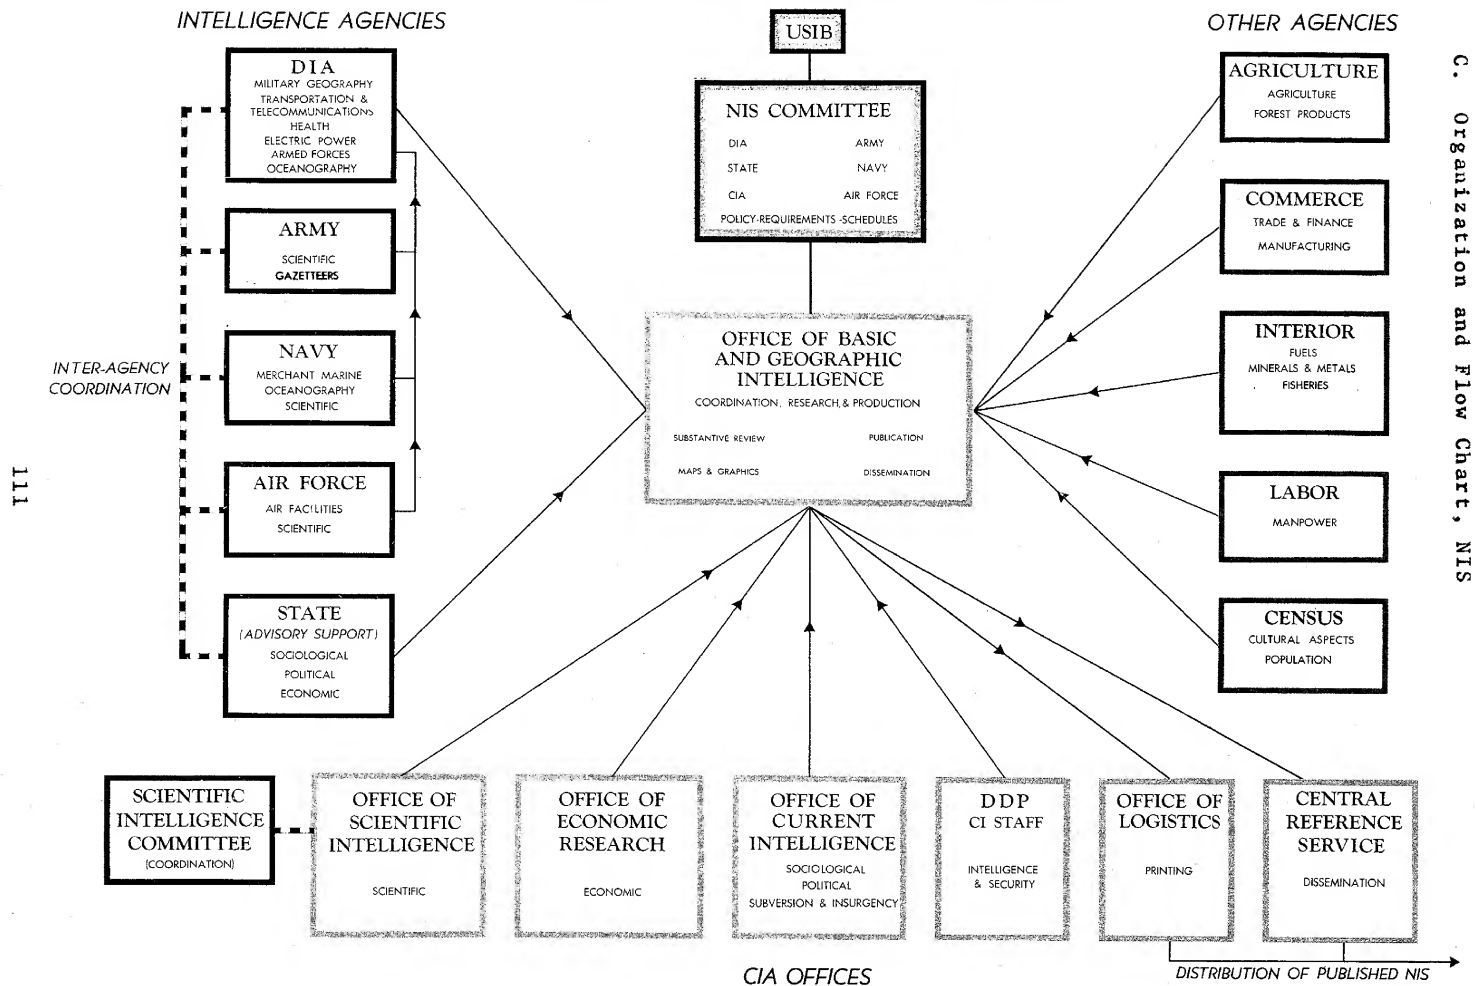 C. Organization and Flow Chart, NIS
INTELLIGENCE AGENCIES
DIA
MILITARY GEOGRAPHY
TRANSPORTATION &
TELECOMMUNICATIONS
HEALTH
ELECTRIC POWER
ARMED FORCES
OCEANOGRAPHY
ARMY
SCIENTIFIC
GAZETTEERS
NAVY
MERCHANT MARINE
OCEANOGRAPHY
SCIENTIFIC
AIR FORCE
AIR FACILITIES
SCIENTIFIC
STATE
(ADVISORY SUPPORT)
SOCIOLOGICAL
POLITICAL
ECONOMIC
INTER-AGENCY
COORDINATION
USIB
NIS COMMITTEE
DIA ARMY
STATE NAVY
CIA AIR FORCE
POLICY-REQUIREMENTS-SCHEDULES
OFFICE OF BASIC
AND GEOGRAPHIC
INTELLIGENCE
COORDINATION, RESEARCH, & PRODUCTION
SUBSTANTIVE REVIEW PUBLICATION
MAPS & GRAPHICS DISSEMINATION
OTHER AGENCIES
AGRICULTURE
AGRICULTURE
FOREST PRODUCTS
COMMERCE
TRADE & FINANCE
MANUFACTURING
INTERIOR
FUELS
MINERALS & METALS
FISHERIES
LABOR
MANPOWER
CENSUS
CULTURAL ASPECTS
POPULATION
SCIENTIFIC
INTELLIGENCE
COMMITTEE
(COORDINATION)
OFFICE OF
SCIENTIFIC
INTELLIGENCE
SCIENTIFIC
OFFICE OF
ECONOMIC
RESEARCH
ECONOMIC
OFFICE OF
CURRENT
INTELLIGENCE
SOCIOLOGICAL
POLITICAL
SUBVERSION & INSURGENCY
DDP
CI STAFF
INTELLIGENCE
& SECURITY
OFFICE OF
LOGISTICS
PRINTING
CENTRAL
REFERENCE
SERVICE
DISSEMINATION
CIA OFFICES
DISTRIBUTION OF PUBLISHED NIS
111